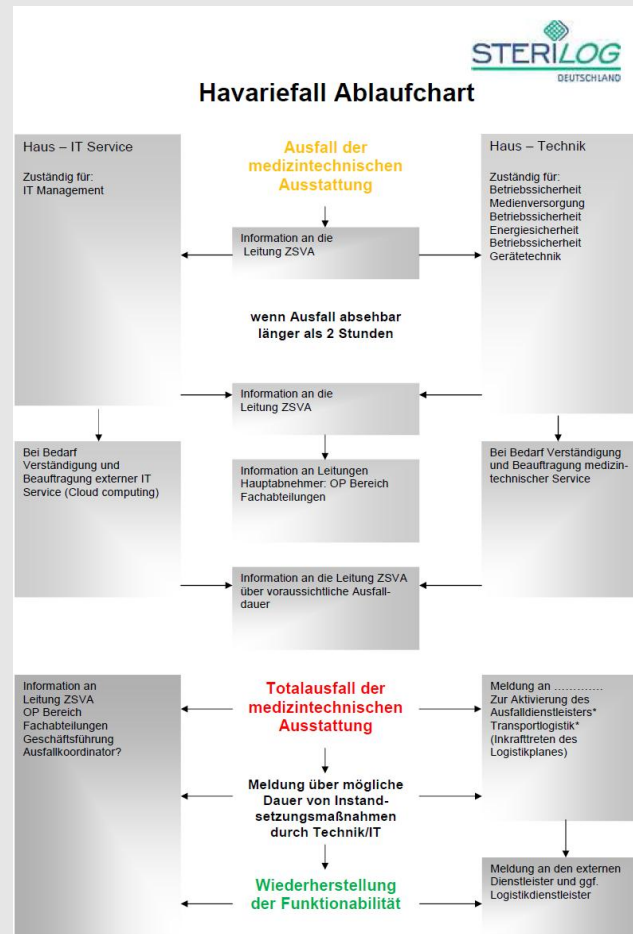 STERILOG
DEUTSCHLAND
Havariefall Ablaufchart
Haus – IT Service
Zuständig für:
IT Management
Ausfall der
medizintechnischen
Ausstattung
Haus – Technik
Zuständig für:
Betriebssicherheit
Medienversorgung
Betriebssicherheit
Energiesicherheit
Betriebssicherheit
Gerätetechnik
Information an die
Leitung ZSVA
wenn Ausfall absehbar
länger als 2 Stunden
Information an die
Leitung ZSVA
Bei Bedarf
Verständigung und
Beauftragung externer IT
Service (Cloud computing)
Information an Leitungen
Hauptabnehmer: OP Bereich
Fachabteilungen
Bei Bedarf Verständigung
und Beauftragung medizin-
technischer Service
Information an die Leitung ZSVA
über voraussichtliche Ausfall-
dauer
Information an
Leitung ZSVA
OP Bereich
Fachabteilungen
Geschäftsführung
Ausfallkoordinator?
Totalausfall der
medizintechnischen
Ausstattung
Meldung an .............
Zur Aktivierung des
Ausfalldienstleisters*
Transportlogistik*
(Inkrafttreten des
Logistikplanes)
Meldung über mögliche
Dauer von Instand-
setzungsmaßnahmen
durch Technik/IT
Wiederherstellung
der Funktionabilität
Meldung an den externen
Dienstleister und ggf.
Logistikdienstleister